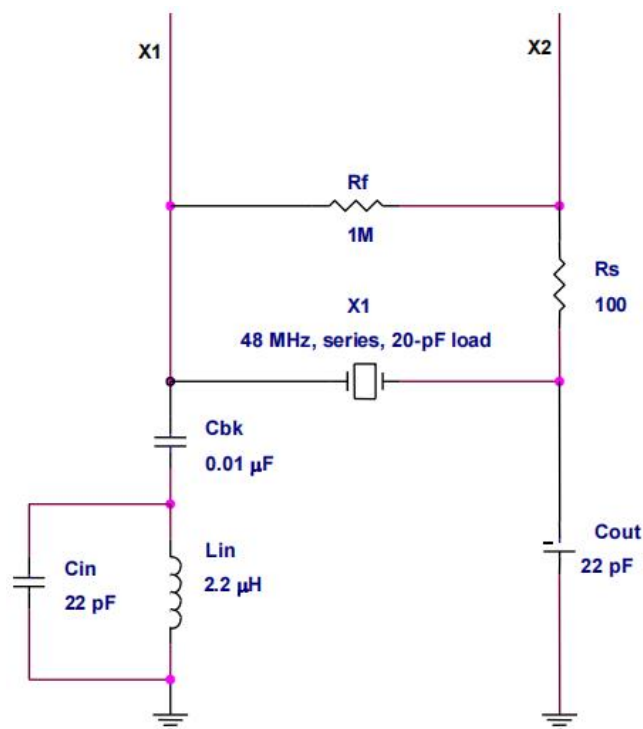 X1
X2
Rf
1M
Rs
100
X1
48 MHz, series, 20-pF load
Cbk
0.01 μF
Lin
2.2 μH
Cin
22 pF
Cout
22 pF